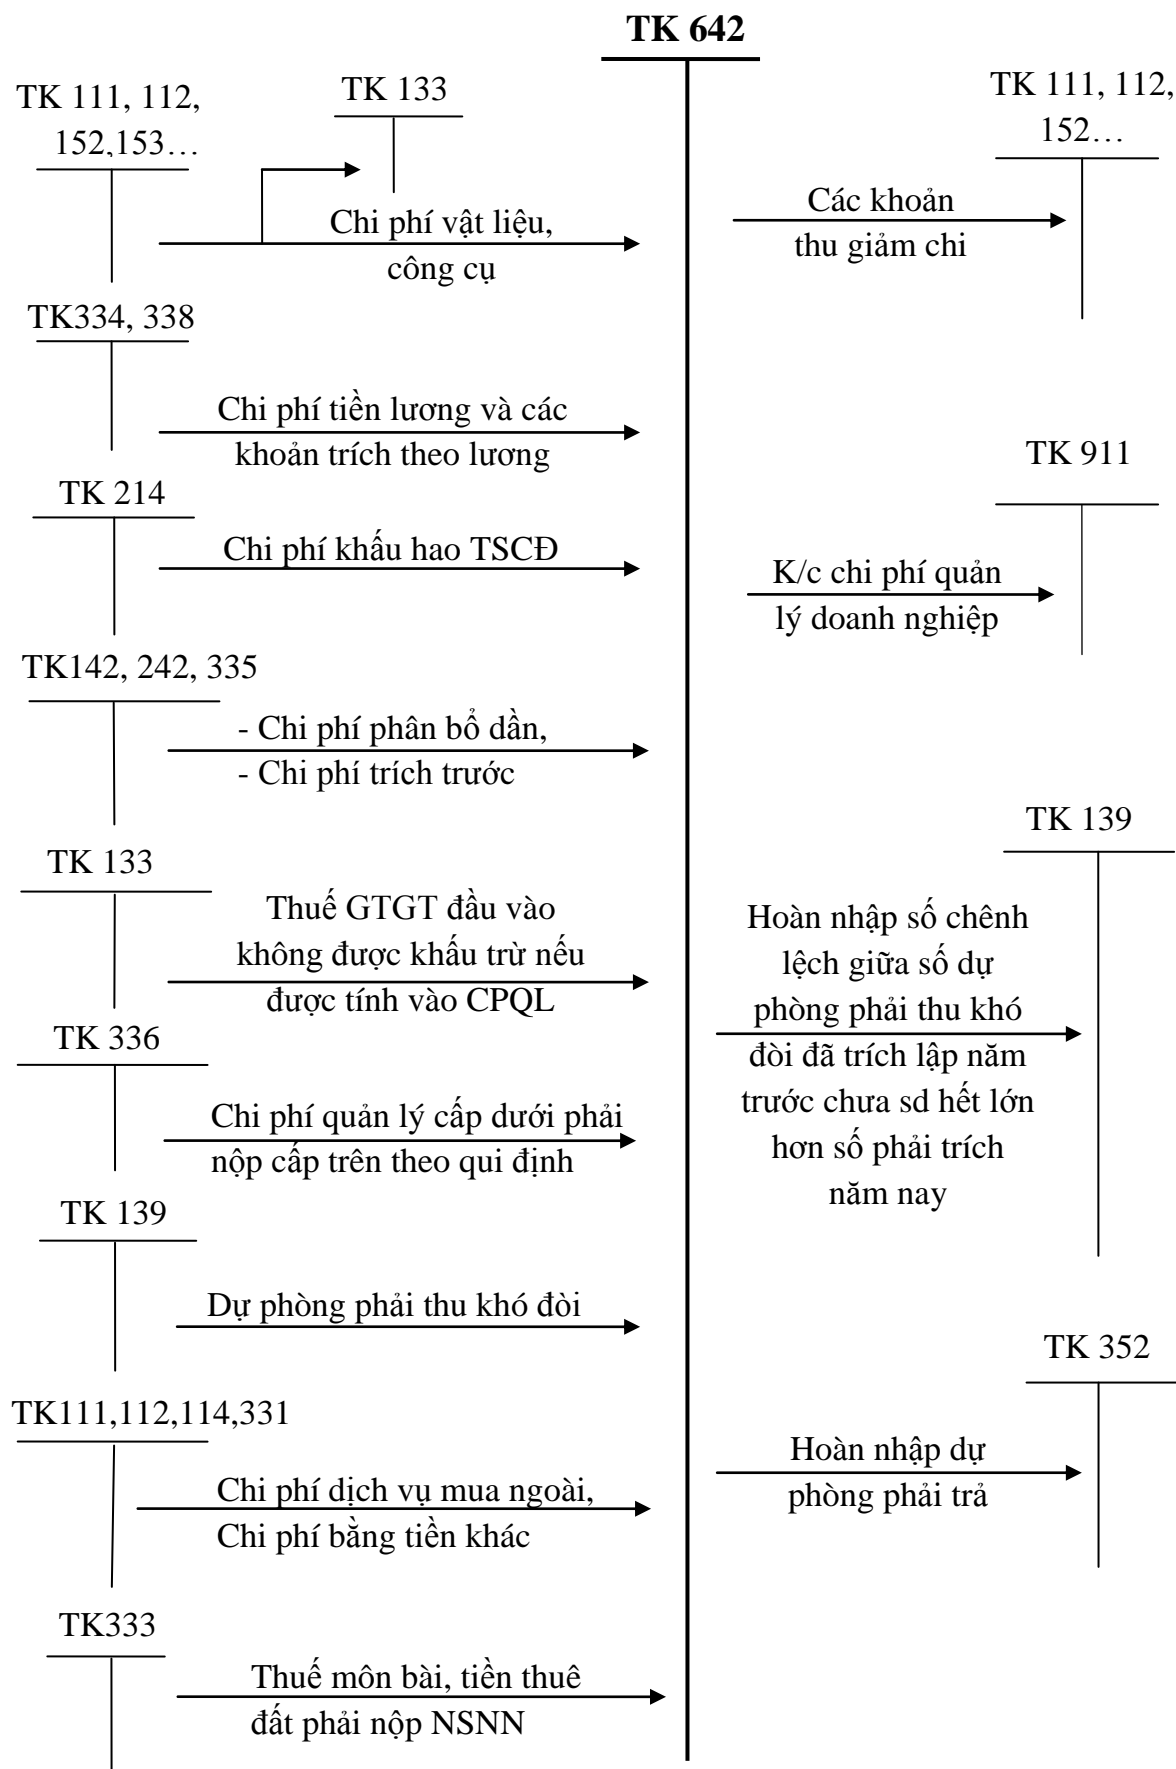 TK 642
TK 111, 112,
152,153…
TK 133
Chi phí vật liệu,
công cụ
TK334, 338
Chi phí tiền lương và các
khoản trích theo lương
TK 214
Chi phí khấu hao TSCĐ
TK142, 242, 335
- Chi phí phân bổ dần,
- Chi phí trích trước
TK 133
Thuế GTGT đầu vào
không được khấu trừ nếu
được tính vào CPQL
TK 336
Chi phí quản lý cấp dưới phải
nộp cấp trên theo qui định
TK 139
Dự phòng phải thu khó đòi
TK111,112,114,331
Chi phí dịch vụ mua ngoài,
Chi phí bằng tiền khác
TK333
Thuế môn bài, tiền thuê
đất phải nộp NSNN
TK 111, 112,
152…
Các khoản
thu giảm chi
TK 911
K/c chi phí quản
lý doanh nghiệp
TK 139
Hoàn nhập số chênh
lệch giữa số dự
phòng phải thu khó
đòi đã trích lập năm
trước chưa sd hết lớn
hơn số phải trích
năm nay
TK 352
Hoàn nhập dự
phòng phải trả